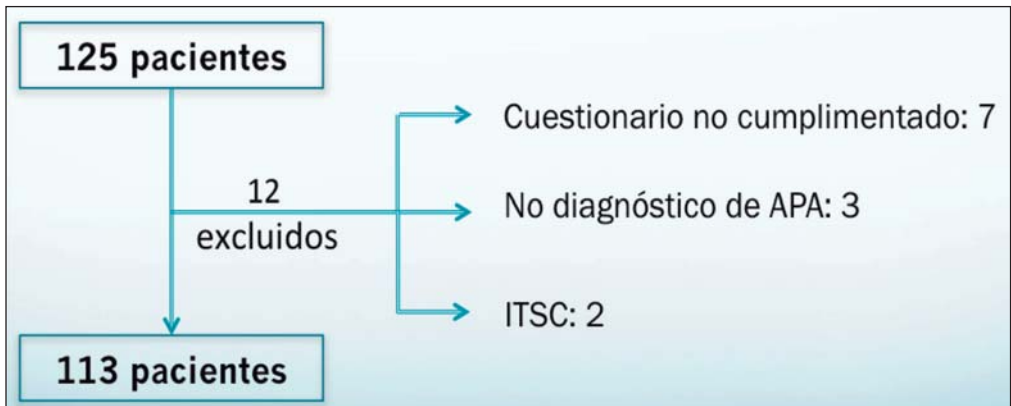 125 pacientes
Cuestionario no cumplimentado: 7
12
excluidos
No diagnóstico de APA: 3
ITSC: 2
113 pacientes